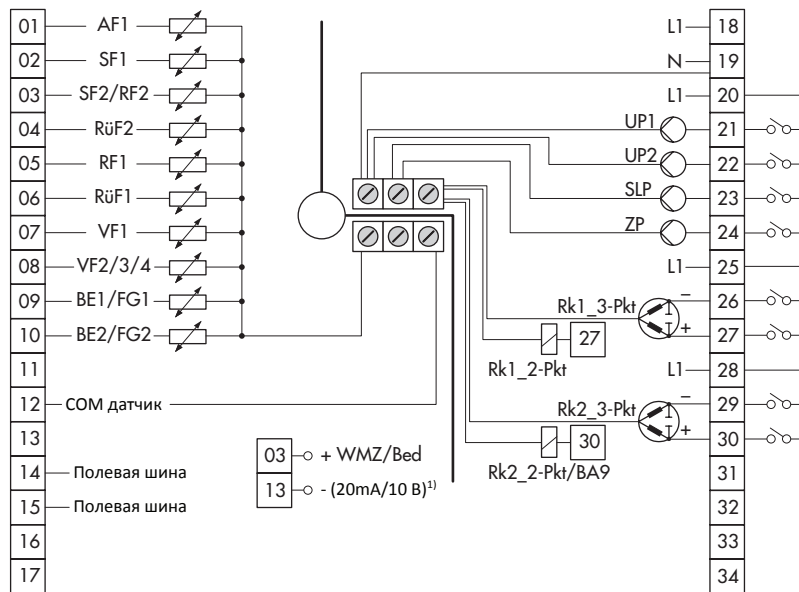 01 AF1
02 SF1
03 SF2/RF2
04 RüF2
05 RF1
06 RüF1
07 VF1
08 VF2/3/4
09 BE1/FG1
10 BE2/FG2
11
12 COM датчик
13
14 Полевая шина
15 Полевая шина
16
17
03 + WMZ/Bed
13 - (20mA/10 В)¹⁾
L1 18
N 19
L1 20
UP1 21
UP2 22
SLP 23
ZP 24
L1 25
Rk1_3-Pkt − 26
+ 27
27
Rk1_2-Pkt
L1 28
Rk2_3-Pkt − 29
+ 30
30
Rk2_2-Pkt/BA9
31
32
33
34